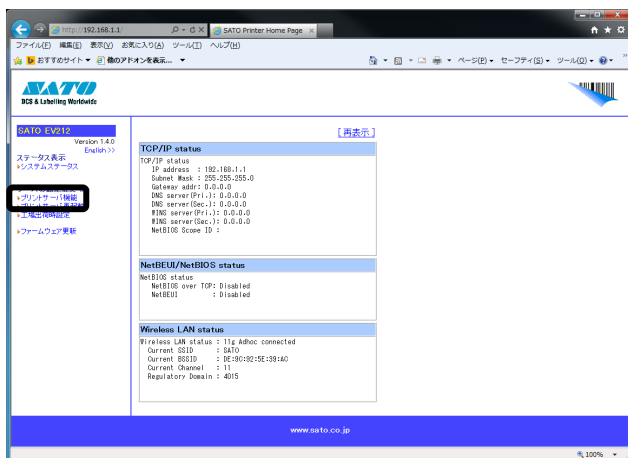 http://192.168.1.1/
SATO Printer Home Page
ファイル(F) 編集(E) 表示(V) お気に入り(A) ツール(T) ヘルプ(H)
おすすめサイト 他のアドオンを表示...
ページ(P) セーフティ(S) ツール(O)
SATO
DCS & Labelling Worldwide
SATO EV212
Version 1.4.0
English >>
ステータス表示
システムステータス
プリントサーバ機能
工場出荷時設定
ファームウェア更新
[再表示]
TCP/IP status
TCP/IP status
IP address : 192.168.1.1
Subnet Mask : 255.255.255.0
Gateway addr: 0.0.0.0
DNS server(Pri.): 0.0.0.0
DNS server(Sec.): 0.0.0.0
WINS server(Pri.): 0.0.0.0
WINS server(Sec.): 0.0.0.0
NetBIOS Scope ID :
NetBEUI/NetBIOS status
NetBIOS status
NetBIOS over TCP: Disabled
NetBEUI : Disabled
Wireless LAN status
Wireless LAN status : 11g Adhoc connected
Current SSID : SATO
Current BSSID : DE:9C:92:5E:39:AC
Current Channel : 11
Regulatory Domain : 4015
www.sato.co.jp
100%